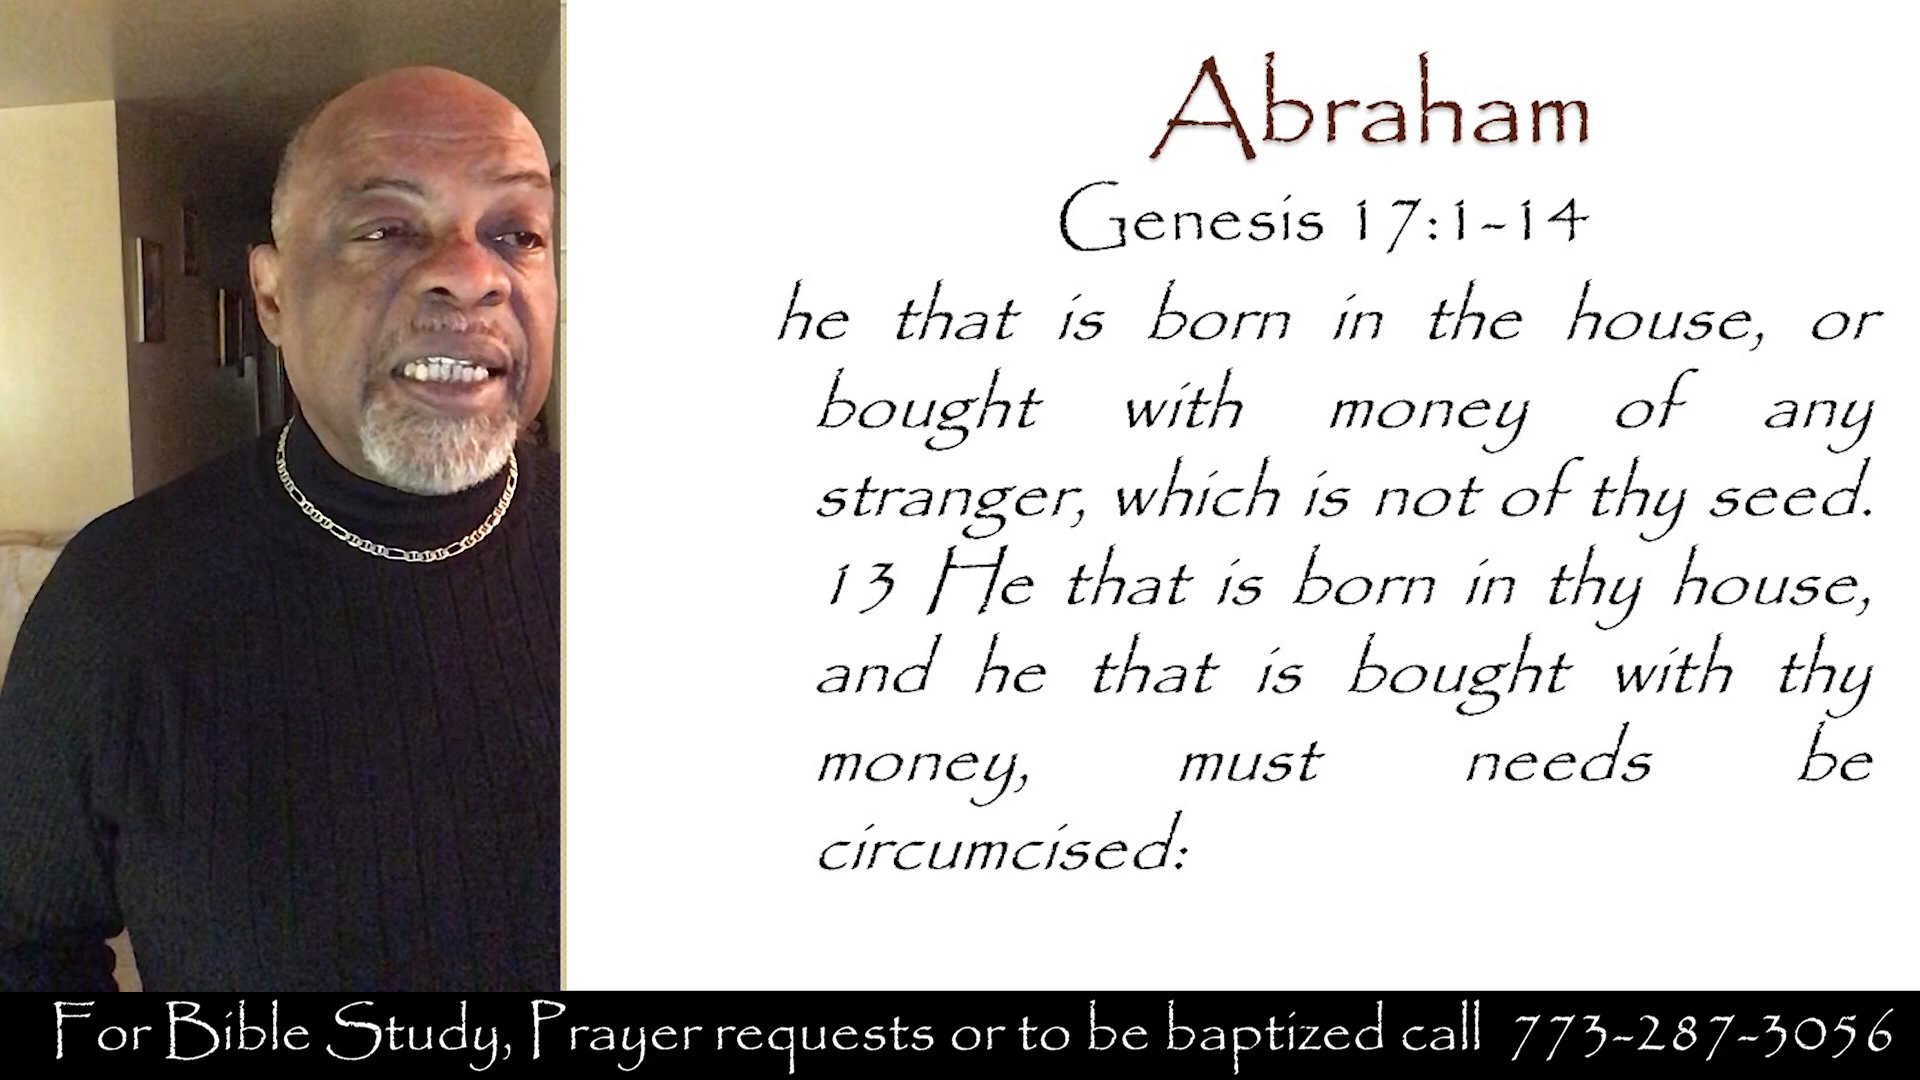 Abraham
Genesis 17:1-14
he that is born in the house, or
bought with money of any
stranger, which is not of thy seed.
13 He that is born in thy house,
and he that is bought with thy
money, must needs be
circumcised:
For Bible Study, Prayer requests or to be baptized call 773-287-3056